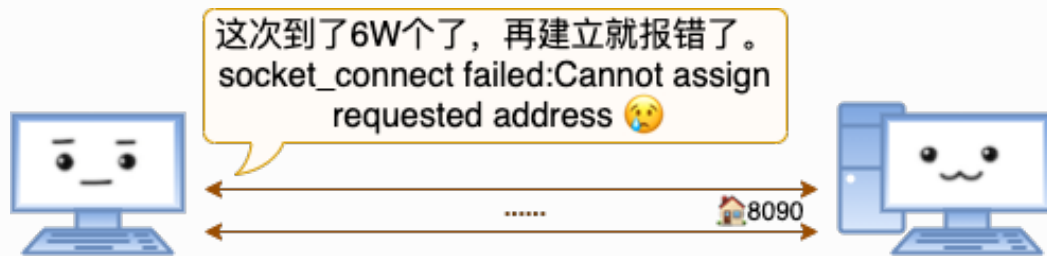 这次到了6W个了，再建立就报错了。
socket_connect failed:Cannot assign
requested address 😢
......
🏠8090